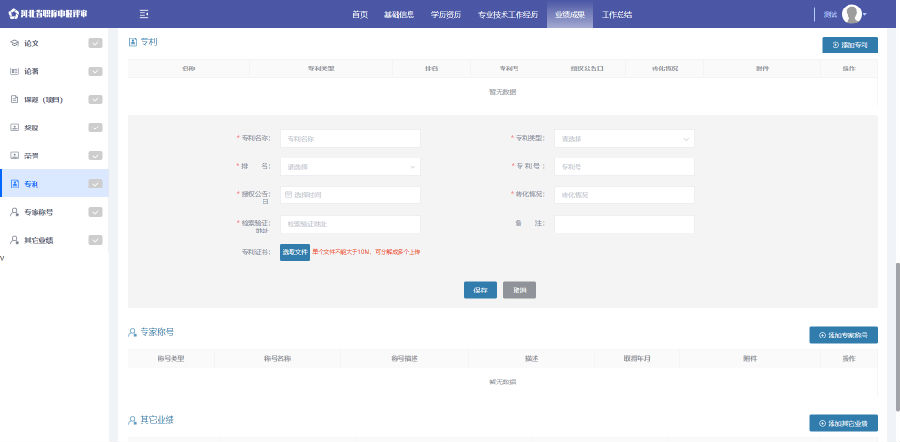 河北省职称申报评审
首页 基础信息 学历资历 专业技术工作经历 业绩成果 工作总结
测试
论文
论著
课题（项目）
奖励
荣誉
专利
专家称号
其它业绩
v
专利
添加专利
名称 专利类型 排名 专利号 授权公告日 转化情况 附件 操作
暂无数据
* 专利名称： 专利名称
* 专利类型： 请选择
* 排 名： 请选择
* 专 利 号： 专利号
* 授权公告日 选择时间
* 转化情况： 转化情况
* 检索验证：地址 检索验证地址
备 注：
专利证书： 选取文件 单个文件不能大于10M，可分解成多个上传
保存 取消
专家称号
添加专家称号
称号类型 称号名称 称号描述 描述 取得年月 附件 操作
暂无数据
其它业绩
添加其它业绩